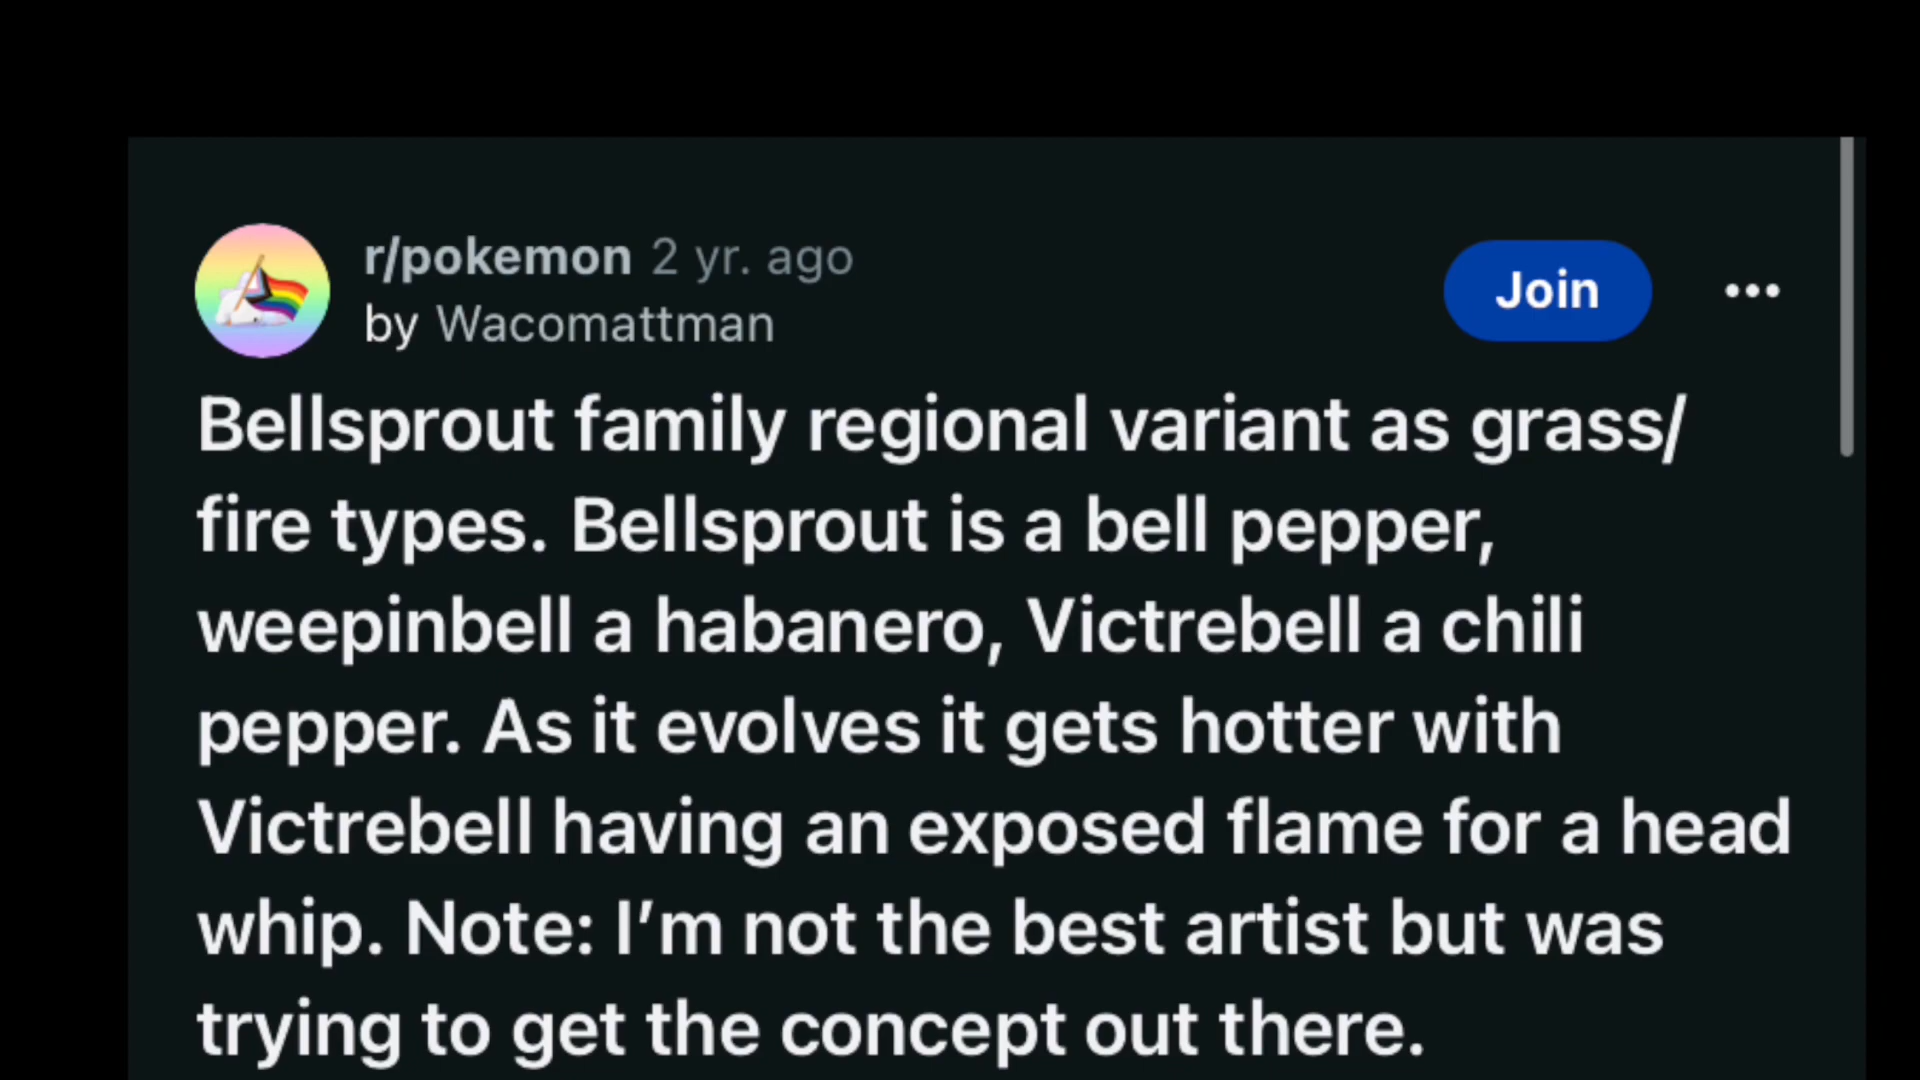 r/pokemon 2 yr. ago
by Wacomattman
Join
Bellsprout family regional variant as grass/
fire types. Bellsprout is a bell pepper,
weepinbell a habanero, Victrebell a chili
pepper. As it evolves it gets hotter with
Victrebell having an exposed flame for a head
whip. Note: I’m not the best artist but was
trying to get the concept out there.